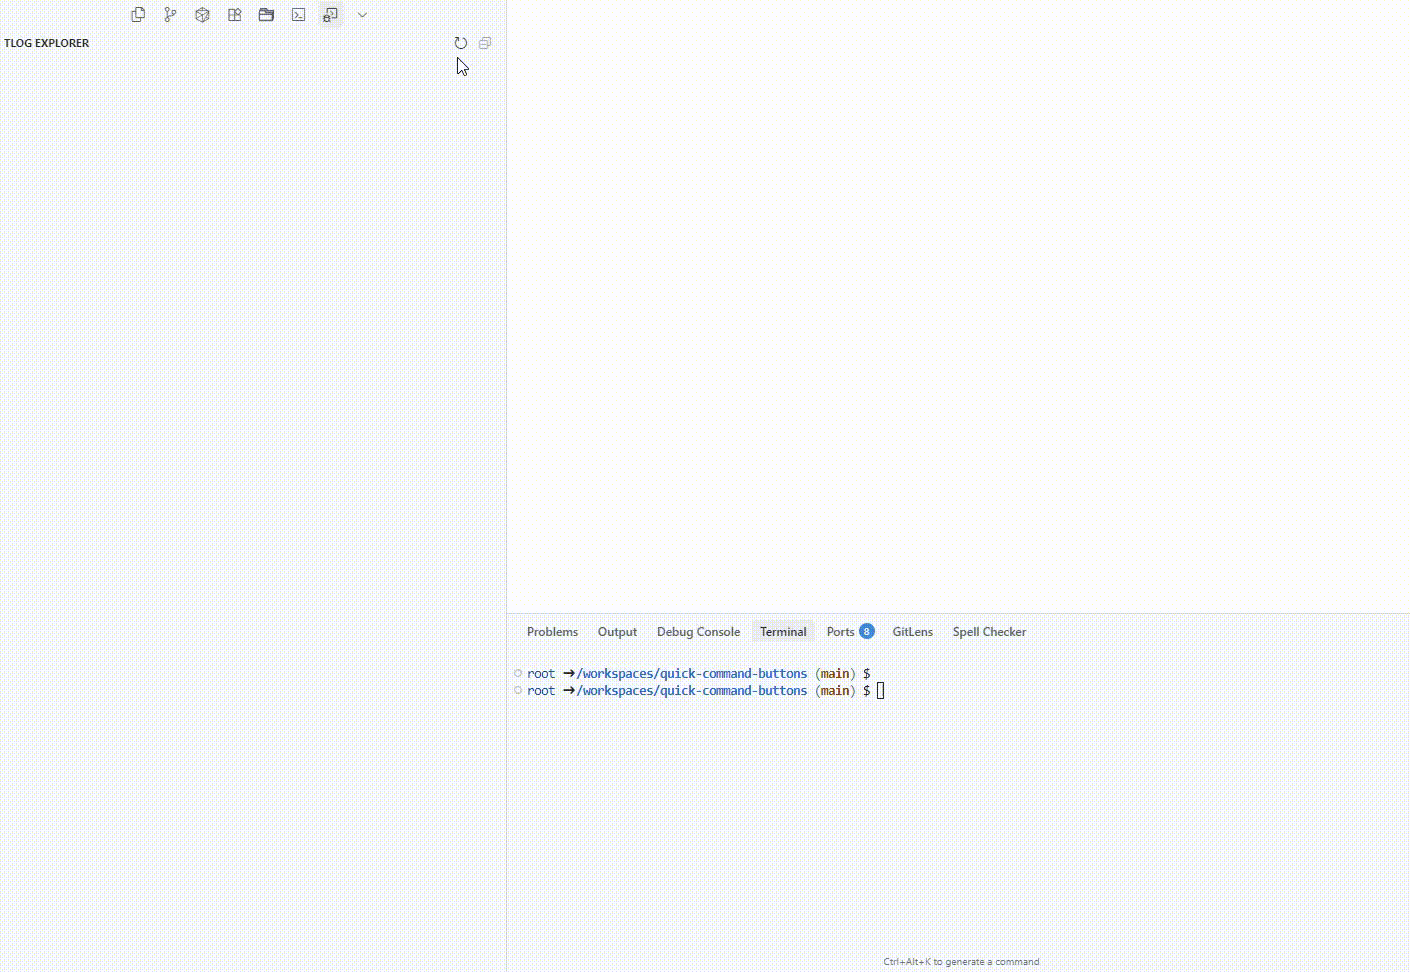 TLOG EXPLORER
Problems Output Debug Console Terminal Ports 8 GitLens Spell Checker
root ➜ /workspaces/quick-command-buttons (main) $
root ➜ /workspaces/quick-command-buttons (main) $
Ctrl+Alt+K to generate a command